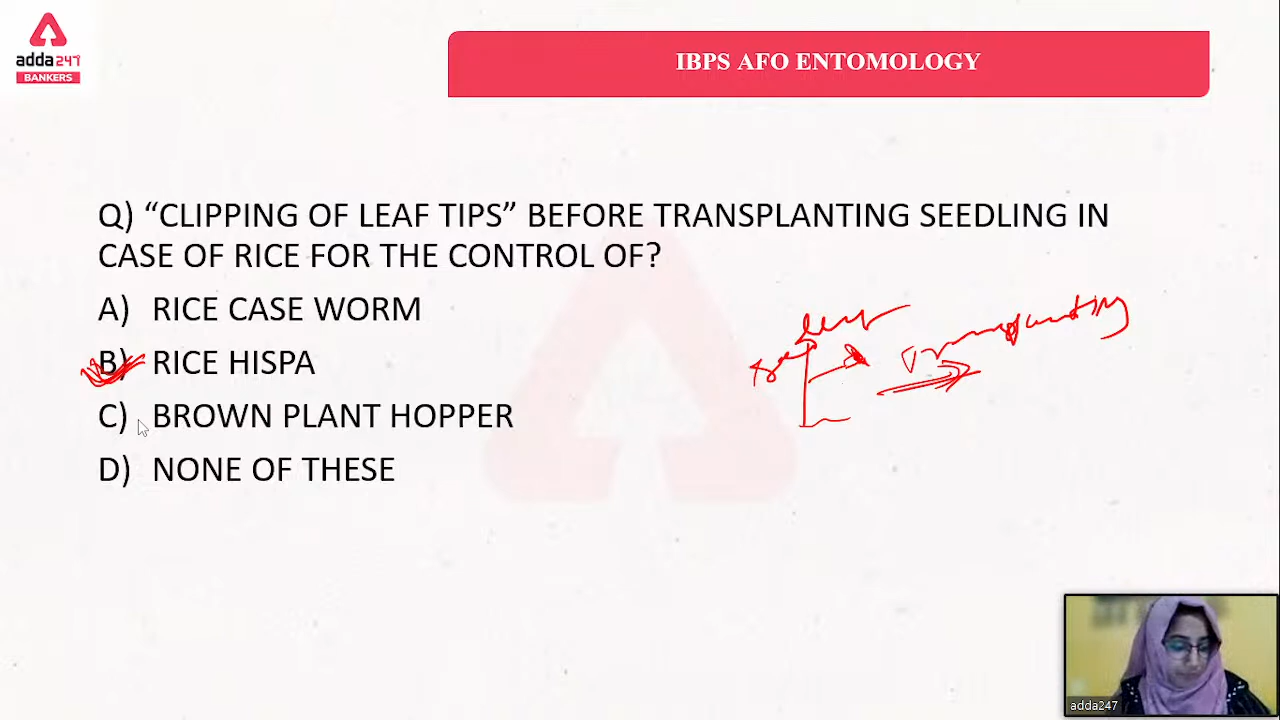 adda247
BANKERS
IBPS AFO ENTOMOLOGY
Q) “CLIPPING OF LEAF TIPS” BEFORE TRANSPLANTING SEEDLING IN
CASE OF RICE FOR THE CONTROL OF?
A) RICE CASE WORM
B) RICE HISPA
C) BROWN PLANT HOPPER
D) NONE OF THESE
transplanting
adda247